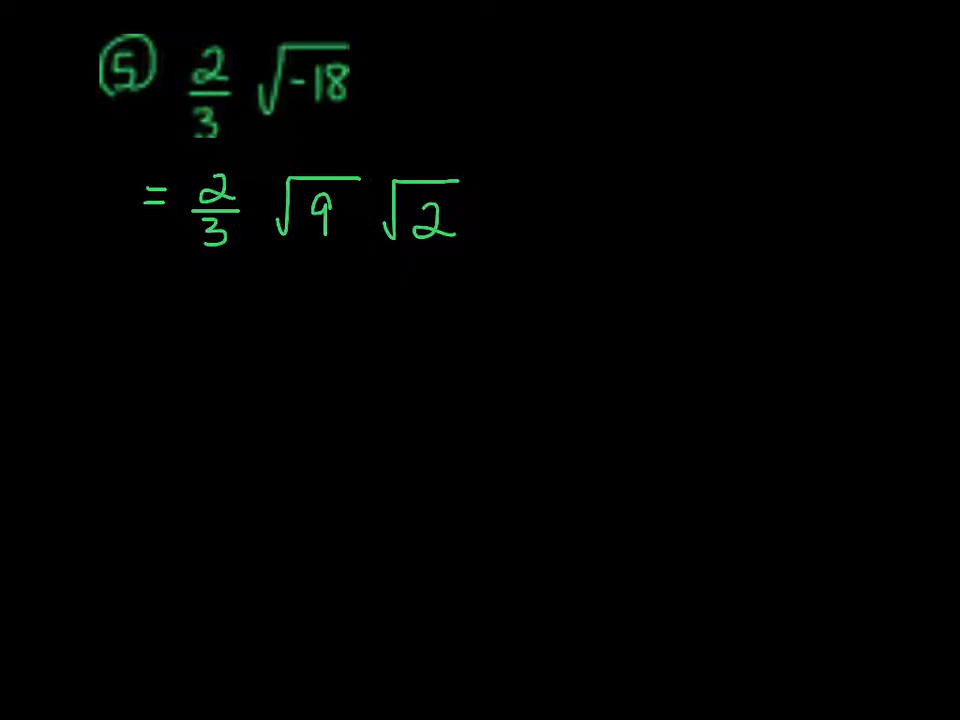 ⑤ 2/3 √-18
= 2/3 √9 √2